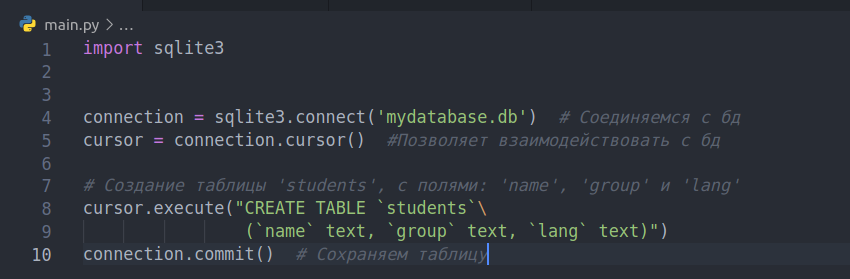 main.py > ...
1 import sqlite3
2
3
4 connection = sqlite3.connect('mydatabase.db')  # Соединяемся с бд
5 cursor = connection.cursor()  #Позволяет взаимодействовать с бд
6
7 # Создание таблицы 'students', с полями: 'name', 'group' и 'lang'
8 cursor.execute("CREATE TABLE `students`\
9                (`name` text, `group` text, `lang` text)")
10 connection.commit()  # Сохраняем таблицу